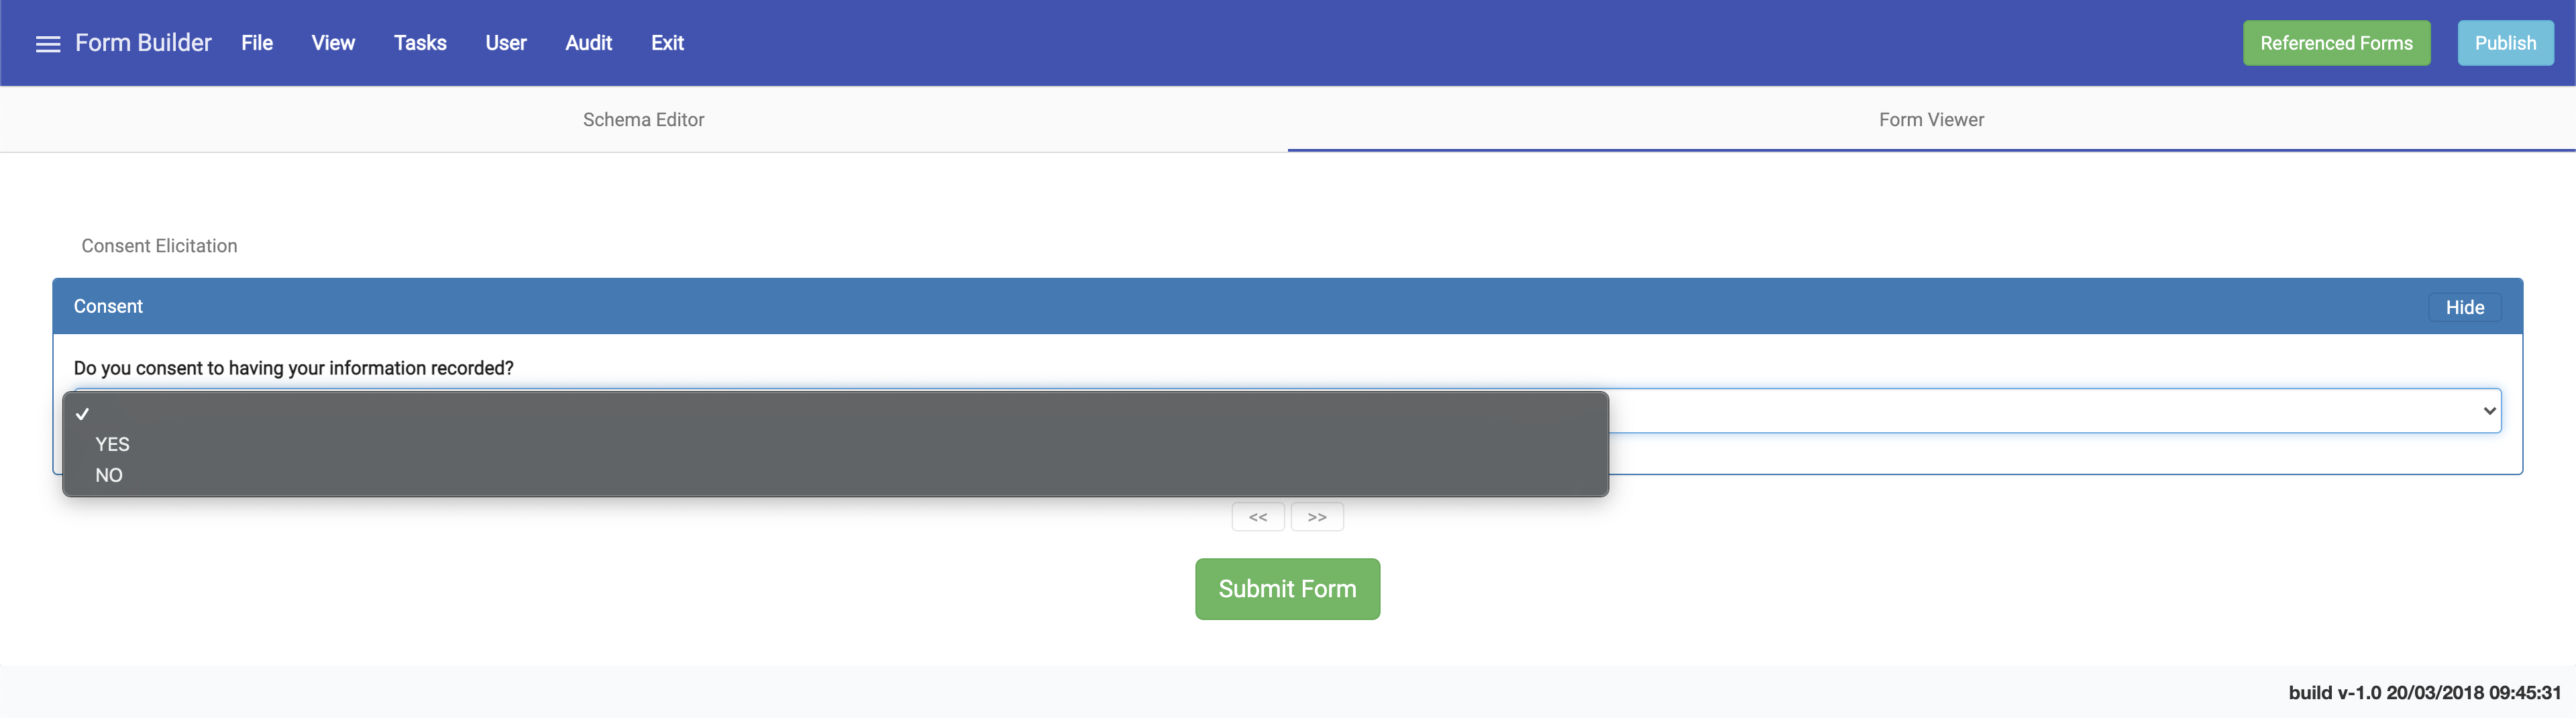 Form Builder File View Tasks User Audit Exit Referenced Forms Publish
Schema Editor Form Viewer
Consent Elicitation
Consent Hide
Do you consent to having your information recorded?
YES
NO
<< >>
Submit Form
build v-1.0 20/03/2018 09:45:31